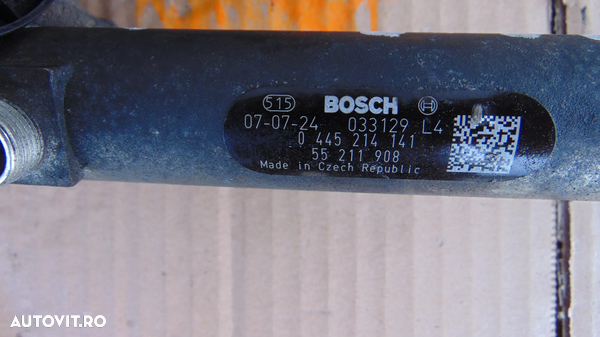 515 BOSCH
07-07-24 033129 L4
0 445 214 141
55 211 908
Made in Czech Republic
AUTOVIT.RO